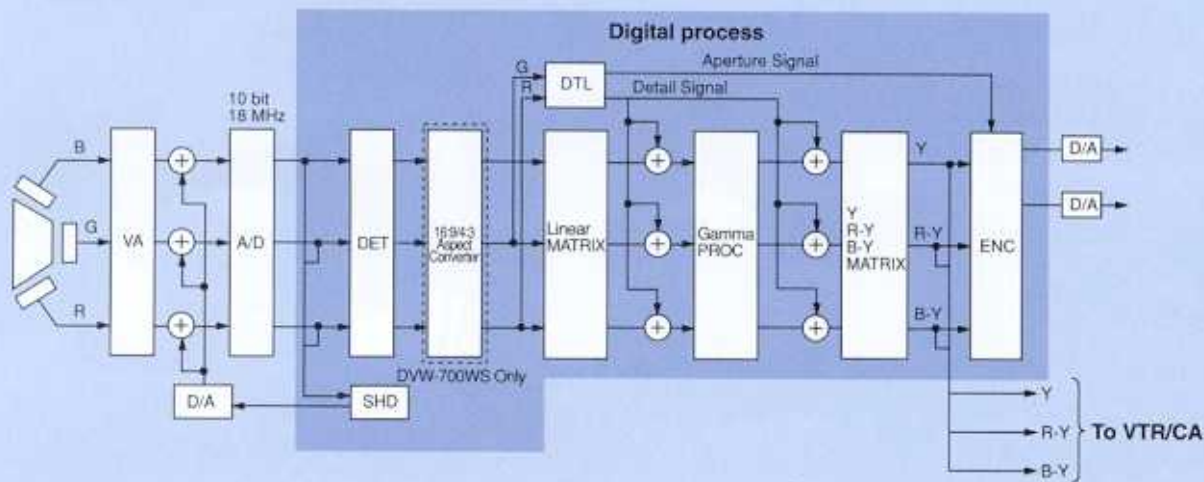 Digital process
Aperture Signal
G
DTL
R
Detail Signal
10 bit
18 MHz
B
Y
D/A
D/A
VA
A/D
DET
16:9/4:3
Aspect
Converter
Linear
MATRIX
Gamma
PROC
Y
R-Y
B-Y
MATRIX
ENC
G
R-Y
R
B-Y
DVW-700WS Only
D/A
SHD
Y
R-Y
To VTR/CA
B-Y